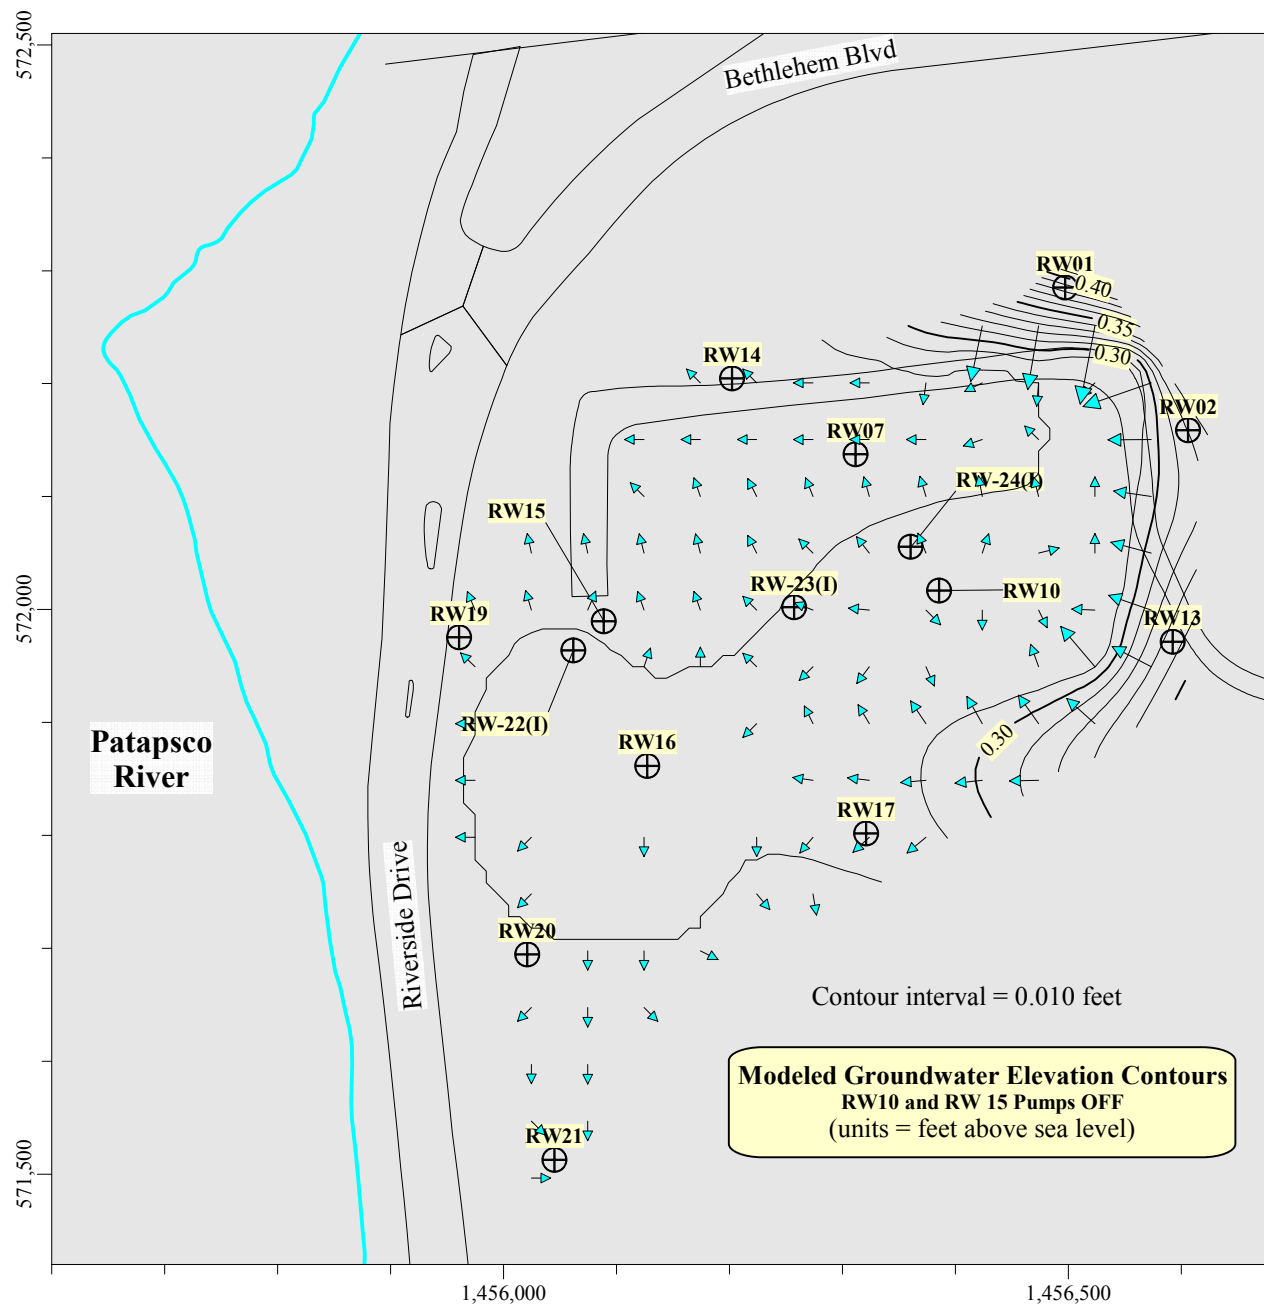 572,500
Bethlehem Blvd
RW01
0.40
0.35
0.30
RW14
RW02
RW07
RW-24(I)
RW15
RW-23(I)
RW10
572,000
RW19
RW13
RW-22(I)
0.30
RW16
Patapsco
River
RW17
Riverside Drive
RW20
Contour interval = 0.010 feet
Modeled Groundwater Elevation Contours
RW10 and RW 15 Pumps OFF
(units = feet above sea level)
RW21
571,500
1,456,000
1,456,500